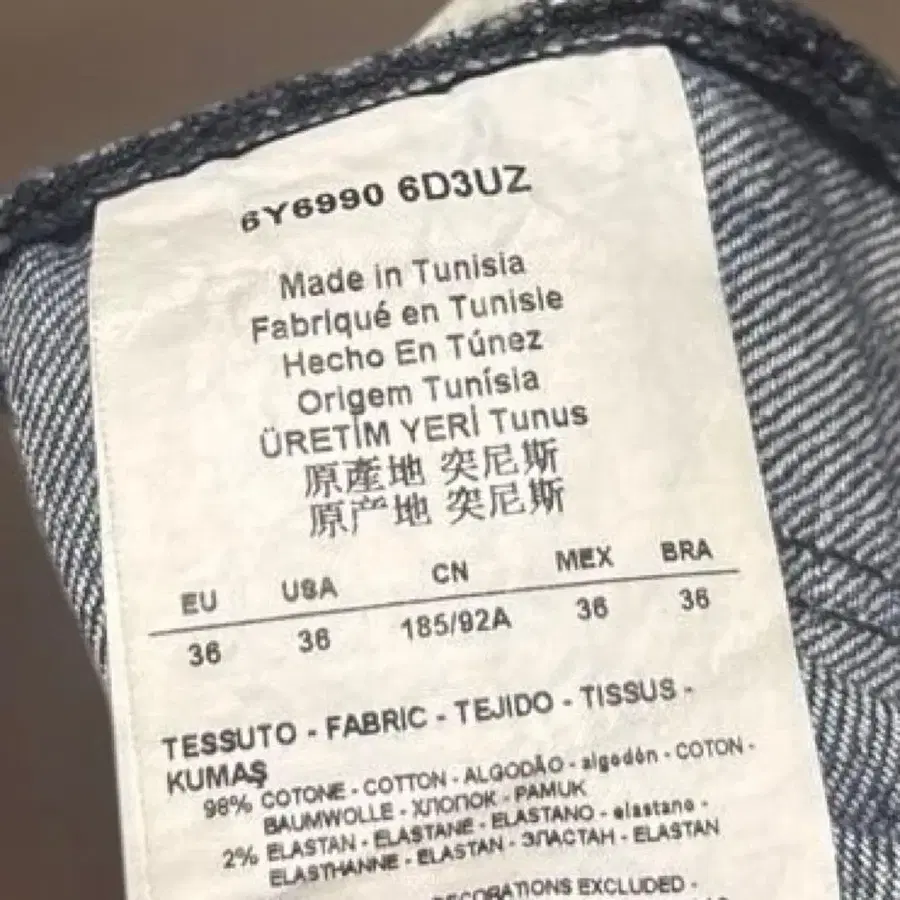 6Y6990 6D3UZ
Made in Tunisia
Fabriqué en Tunisie
Hecho En Túnez
Origem Tunísia
ÜRETİM YERİ Tunus
原產地 突尼斯
原产地 突尼斯
EU USA CN MEX BRA
36 36 185/92A 36 36
TESSUTO - FABRIC - TEJIDO - TISSUS -
KUMAŞ
98% COTONE - COTTON - ALGODÃO - algodón - COTON -
BAUMWOLLE - ХЛОПОК - PAMUK
2% ELASTAN - ELASTANE - ELASTANO - elastano -
ELASTHANNE - ELASTAN - ЭЛАСТАН - ELASTAN
DECORATIONS EXCLUDED -